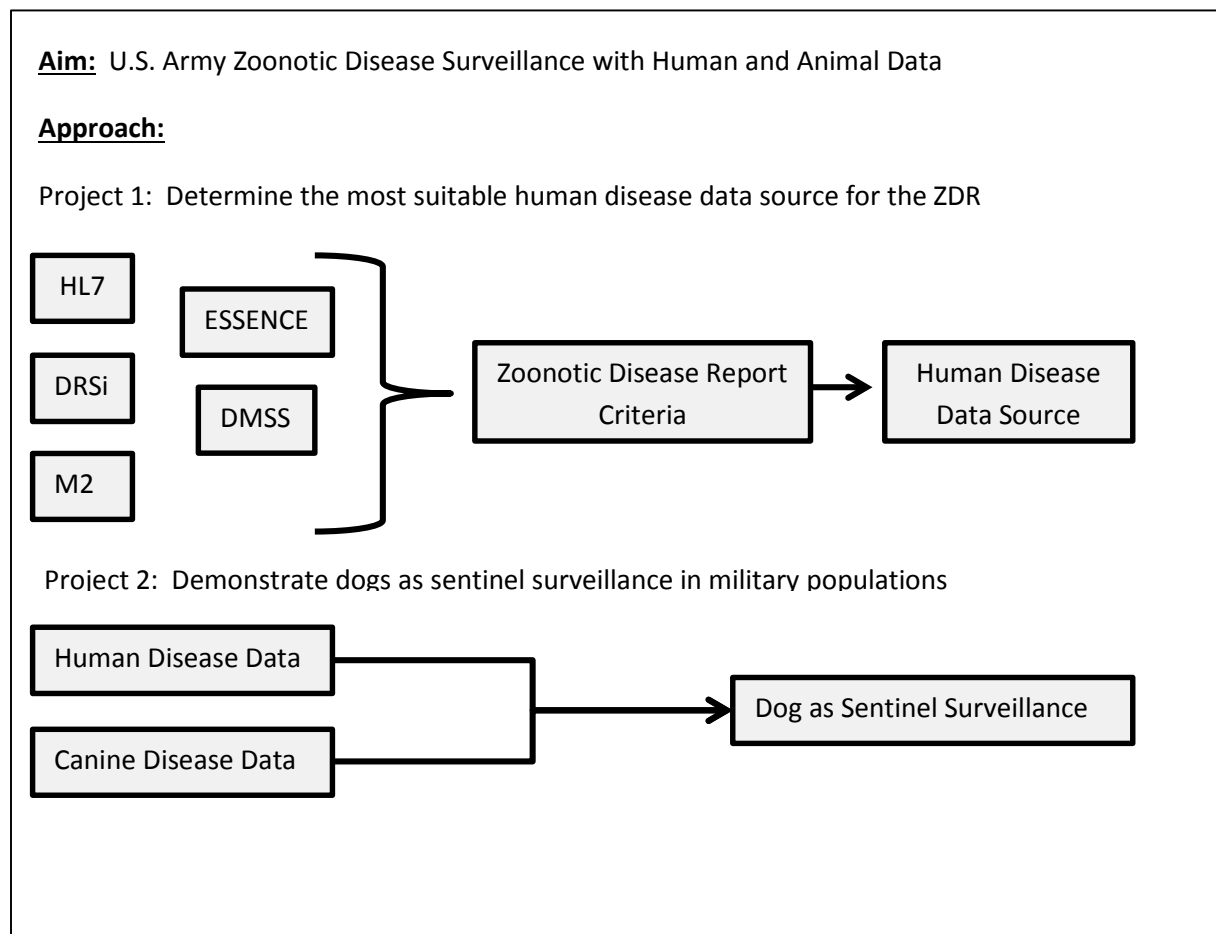 Aim: U.S. Army Zoonotic Disease Surveillance with Human and Animal Data
Approach:
Project 1: Determine the most suitable human disease data source for the ZDR
HL7
ESSENCE
DRSi
DMSS
M2
Zoonotic Disease Report
Criteria
Human Disease
Data Source
Project 2: Demonstrate dogs as sentinel surveillance in military populations
Human Disease Data
Canine Disease Data
Dog as Sentinel Surveillance